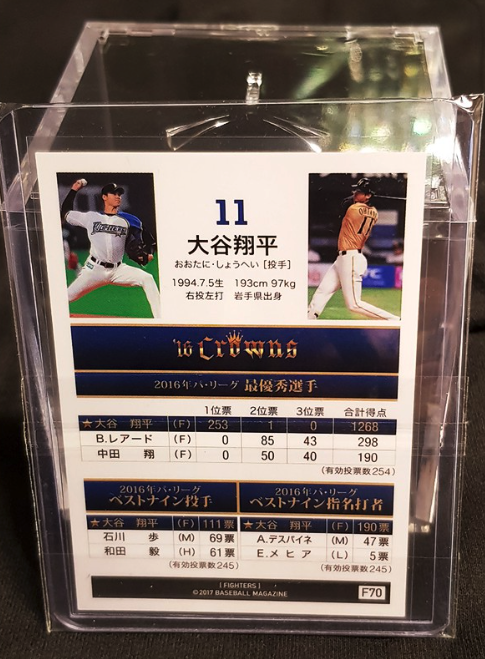 11
大谷翔平
おおたに・しょうへい [投手]
1994.7.5生 193cm 97kg
右投左打 岩手県出身
OHTANI
11
'16 Crowns
2016年パ・リーグ 最優秀選手
1位票 2位票 3位票 合計得点
★大谷 翔平 (F) 253 1 0 1268
B.レアード (F) 0 85 43 298
中田 翔 (F) 0 50 40 190
(有効投票数254)
2016年パ・リーグ
ベストナイン投手
★大谷 翔平 (F) 111票
石川 歩 (M) 69票
和田 毅 (H) 61票
(有効投票数245)
2016年パ・リーグ
ベストナイン指名打者
★大谷 翔平 (F) 190票
A.デスパイネ (M) 47票
E.メヒア (L) 5票
(有効投票数245)
[FIGHTERS]
©2017 BASEBALL MAGAZINE
F70